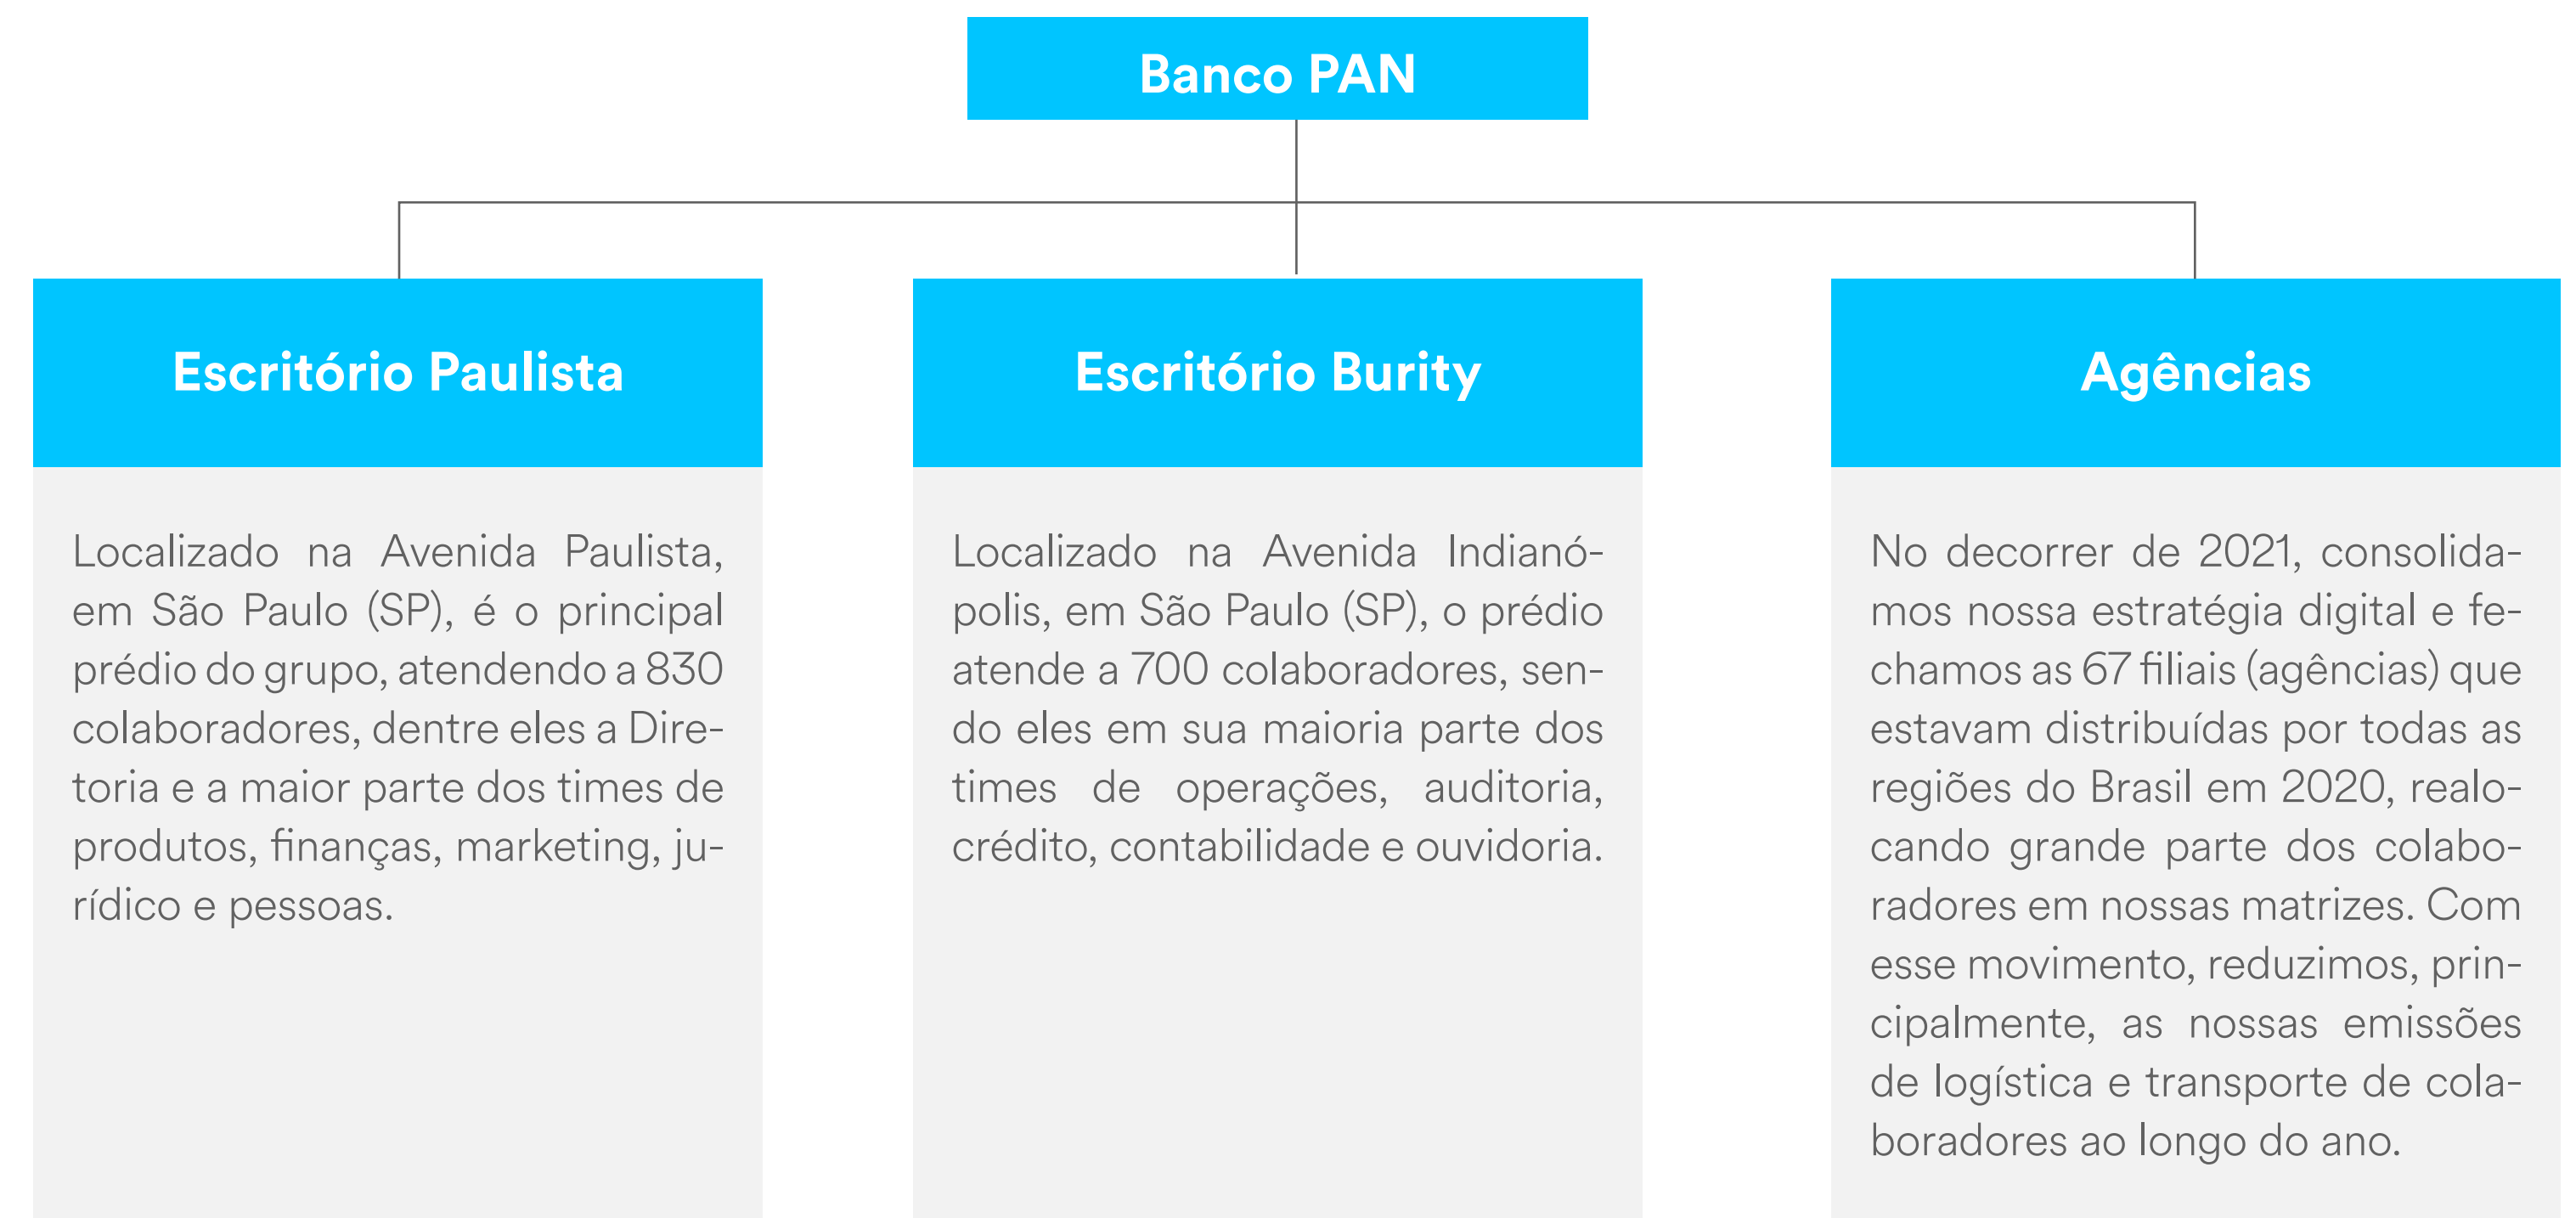 Banco PAN
Escritório Paulista
Localizado na Avenida Paulista,
em São Paulo (SP), é o principal
prédio do grupo, atendendo a 830
colaboradores, dentre eles a Dire-
toria e a maior parte dos times de
produtos, finanças, marketing, ju-
rídico e pessoas.
Escritório Burity
Localizado na Avenida Indianó-
polis, em São Paulo (SP), o prédio
atende a 700 colaboradores, sen-
do eles em sua maioria parte dos
times de operações, auditoria,
crédito, contabilidade e ouvidoria.
Agências
No decorrer de 2021, consolida-
mos nossa estratégia digital e fe-
chamos as 67 filiais (agências) que
estavam distribuídas por todas as
regiões do Brasil em 2020, realo-
cando grande parte dos colabo-
radores em nossas matrizes. Com
esse movimento, reduzimos, prin-
cipalmente, as nossas emissões
de logística e transporte de cola-
boradores ao longo do ano.